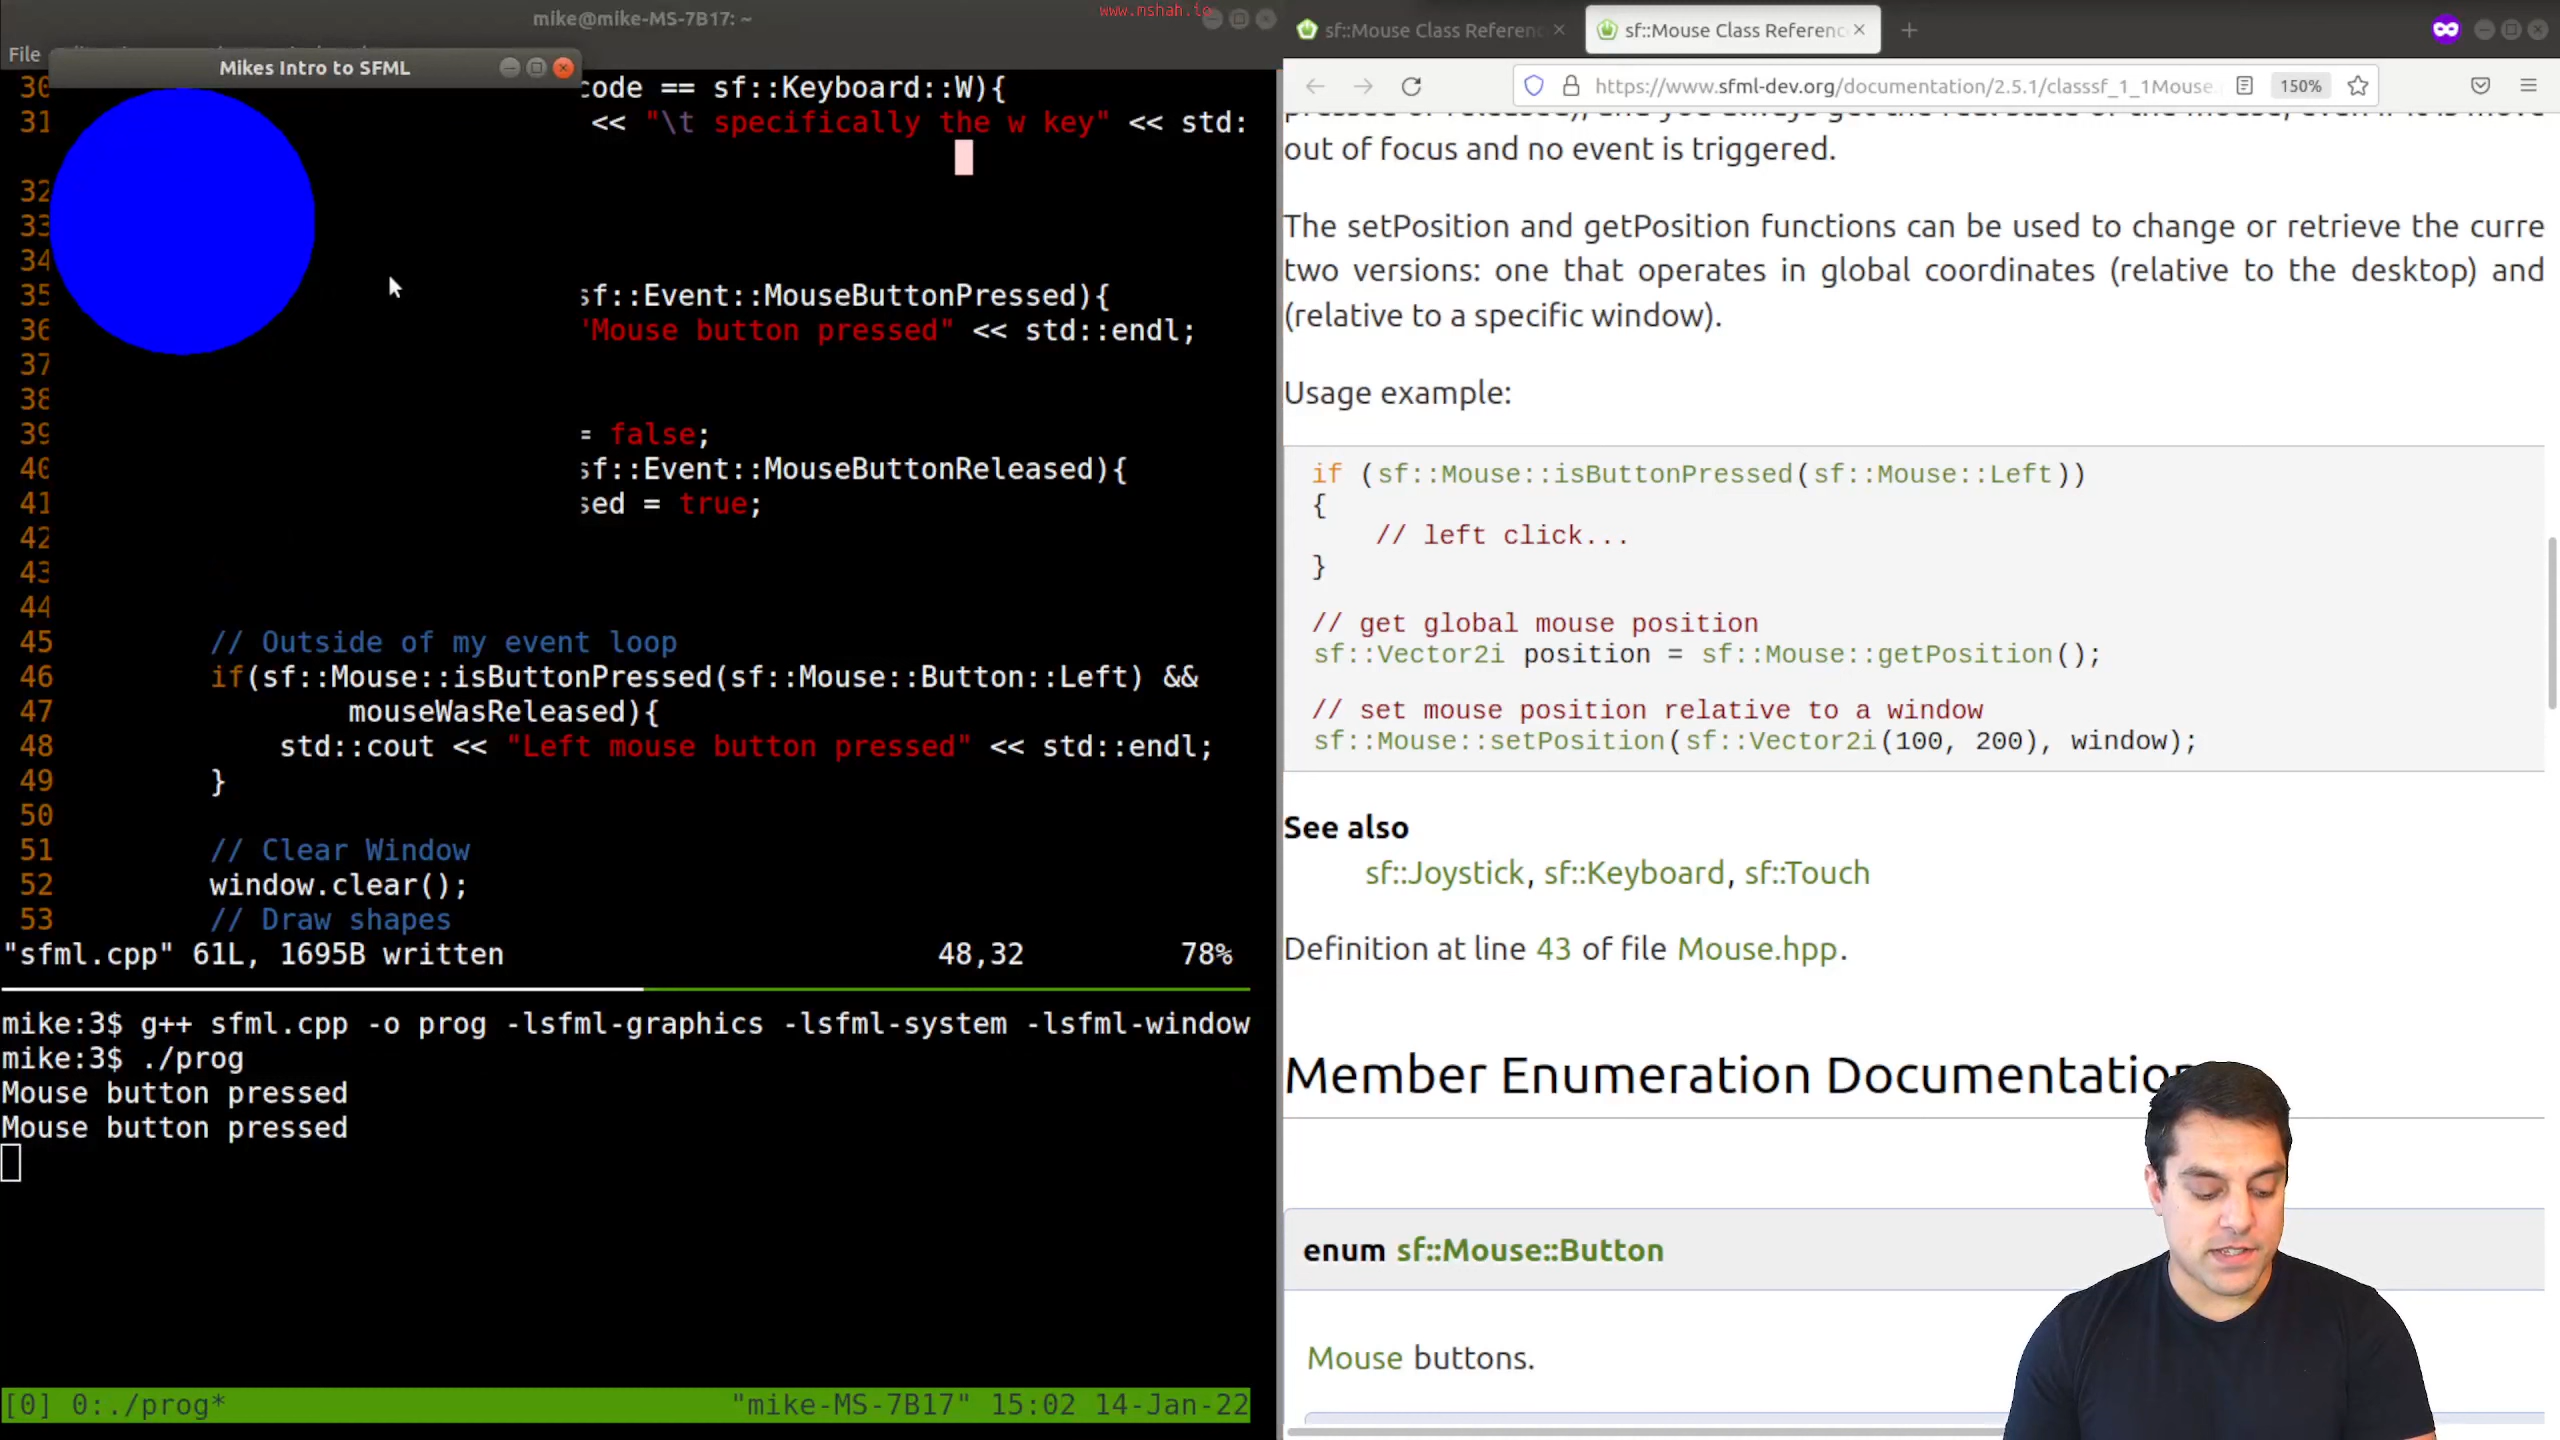 mike@mike-MS-7B17: ~
www.mshah.io
File
Mikes Intro to SFML
30 code == sf::Keyboard::W){
31 << "\t specifically the w key" << std:
32
33
34
35 sf::Event::MouseButtonPressed){
36 "Mouse button pressed" << std::endl;
37
38
39 = false;
40 sf::Event::MouseButtonReleased){
41 sed = true;
42
43
44
45 // Outside of my event loop
46 if(sf::Mouse::isButtonPressed(sf::Mouse::Button::Left) &&
47 mouseWasReleased){
48 std::cout << "Left mouse button pressed" << std::endl;
49 }
50
51 // Clear Window
52 window.clear();
53 // Draw shapes
"sfml.cpp" 61L, 1695B written 48,32 78%
mike:3$ g++ sfml.cpp -o prog -lsfml-graphics -lsfml-system -lsfml-window
mike:3$ ./prog
Mouse button pressed
Mouse button pressed
[0] 0:./prog* "mike-MS-7B17" 15:02 14-Jan-22
sf::Mouse Class Referenc
sf::Mouse Class Referenc
https://www.sfml-dev.org/documentation/2.5.1/classsf_1_1Mouse. 150%
out of focus and no event is triggered.
The setPosition and getPosition functions can be used to change or retrieve the curre
two versions: one that operates in global coordinates (relative to the desktop) and
(relative to a specific window).
Usage example:
if (sf::Mouse::isButtonPressed(sf::Mouse::Left))
{
// left click...
}
// get global mouse position
sf::Vector2i position = sf::Mouse::getPosition();
// set mouse position relative to a window
sf::Mouse::setPosition(sf::Vector2i(100, 200), window);
See also
sf::Joystick, sf::Keyboard, sf::Touch
Definition at line 43 of file Mouse.hpp.
Member Enumeration Documentation
enum sf::Mouse::Button
Mouse buttons.